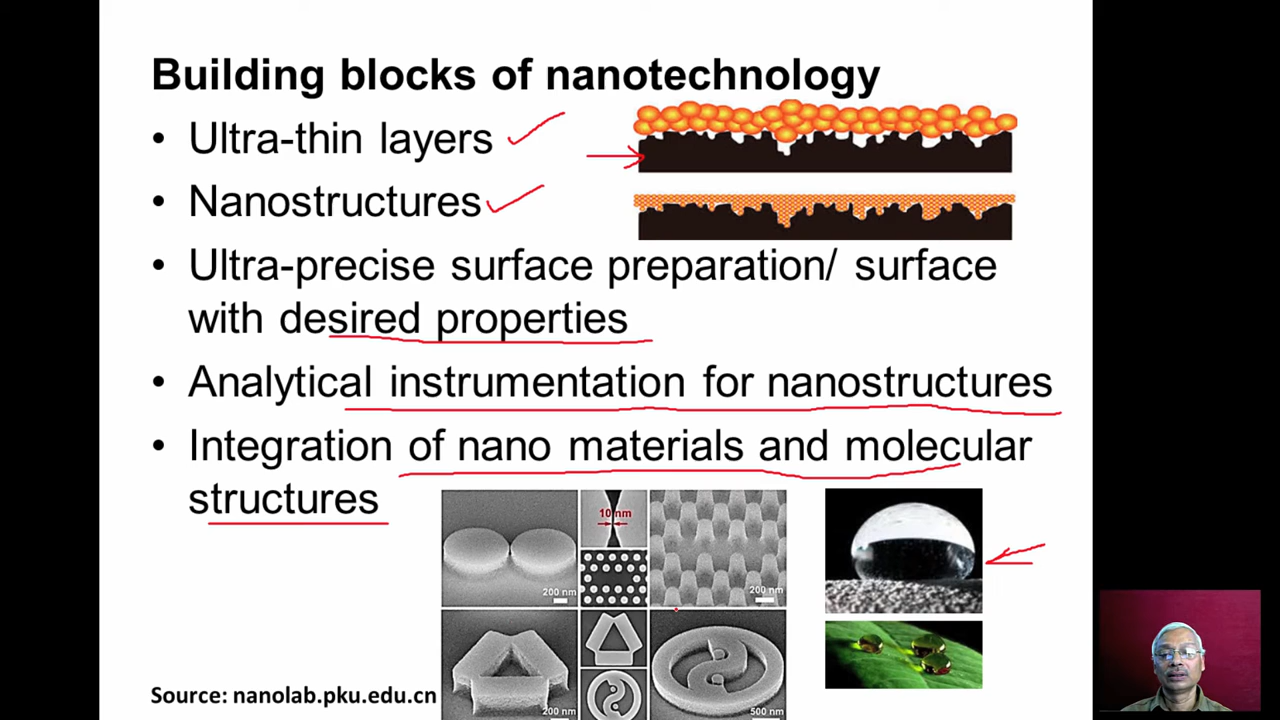 Building blocks of nanotechnology
• Ultra-thin layers
• Nanostructures
• Ultra-precise surface preparation/ surface
with desired properties
• Analytical instrumentation for nanostructures
• Integration of nano materials and molecular
structures
10 nm
200 nm
200 nm
200 nm
500 nm
Source: nanolab.pku.edu.cn